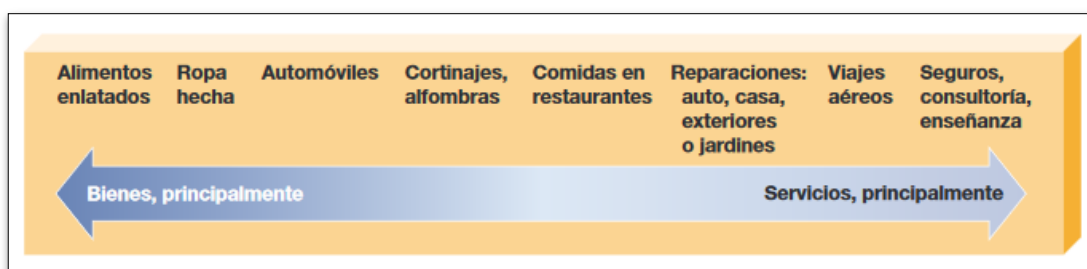 Alimentos
enlatados
Ropa
hecha
Automóviles
Cortinajes,
alfombras
Comidas en
restaurantes
Reparaciones:
auto, casa,
exteriores
o jardines
Viajes
aéreos
Seguros,
consultoría,
enseñanza
Bienes, principalmente
Servicios, principalmente